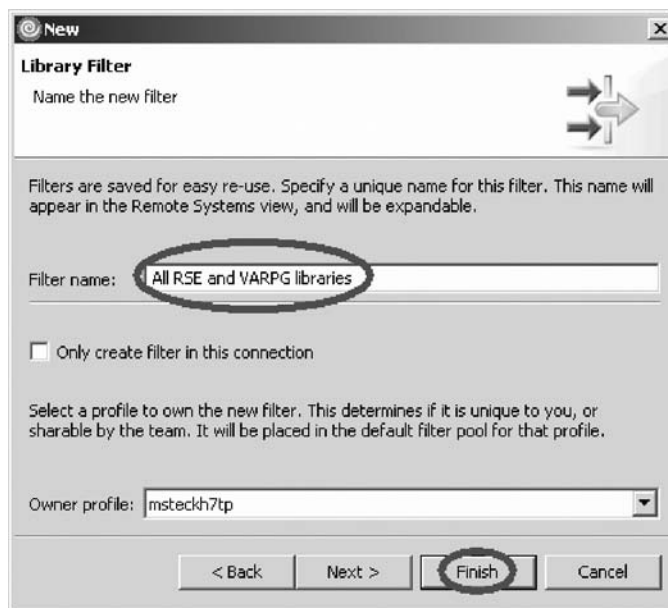 New
Library Filter
Name the new filter
Filters are saved for easy re-use. Specify a unique name for this filter. This name will
appear in the Remote Systems view, and will be expandable.
Filter name: All RSE and VARPG libraries
Only create filter in this connection
Select a profile to own the new filter. This determines if it is unique to you, or
sharable by the team. It will be placed in the default filter pool for that profile.
Owner profile: msteckh7tp
< Back Next > Finish Cancel